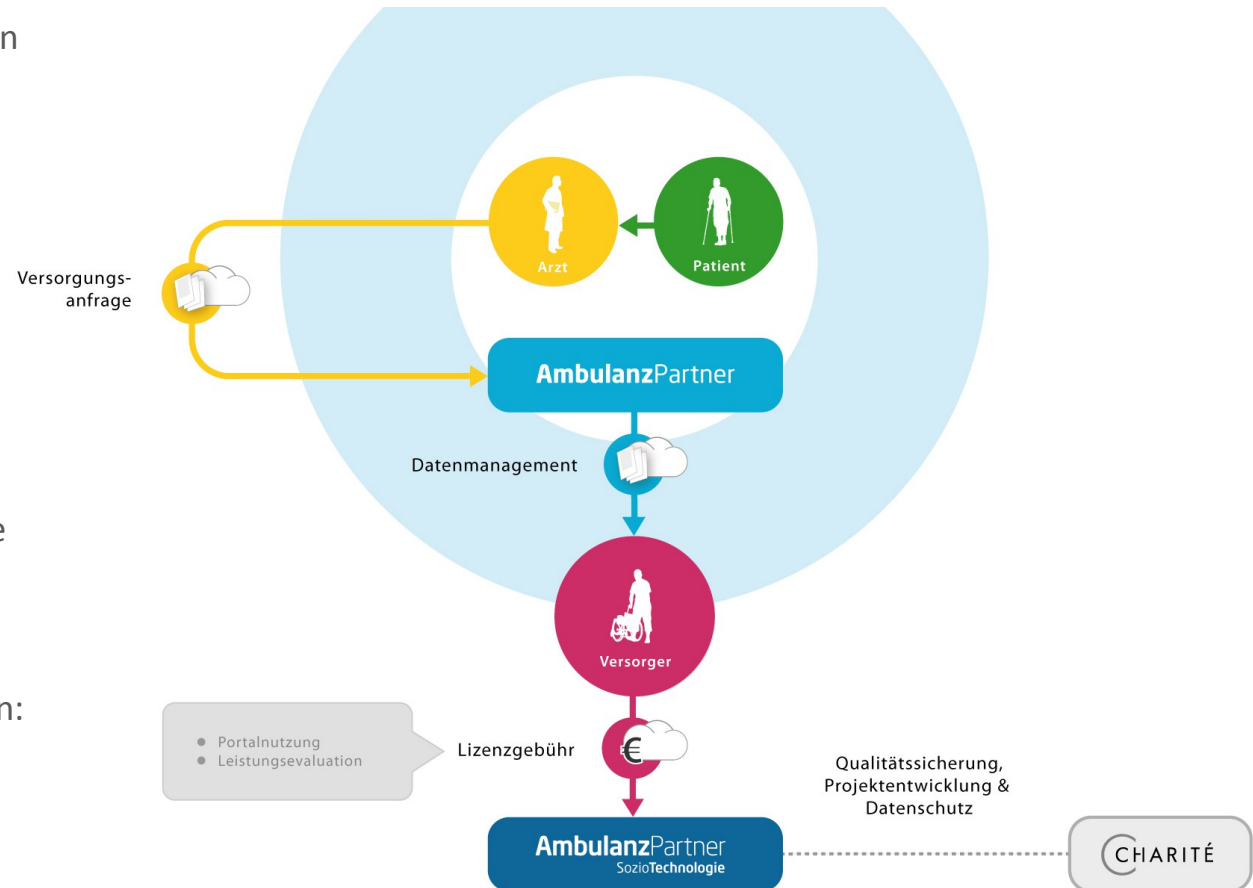 n
Arzt
Patient
Versorgungs-
anfrage
AmbulanzPartner
Datenmanagement
e
Versorger
n:
● Portalnutzung
● Leistungsevaluation
Lizenzgebühr
€
Qualitätssicherung,
Projektentwicklung &
Datenschutz
AmbulanzPartner
SozioTechnologie
CHARITÉ